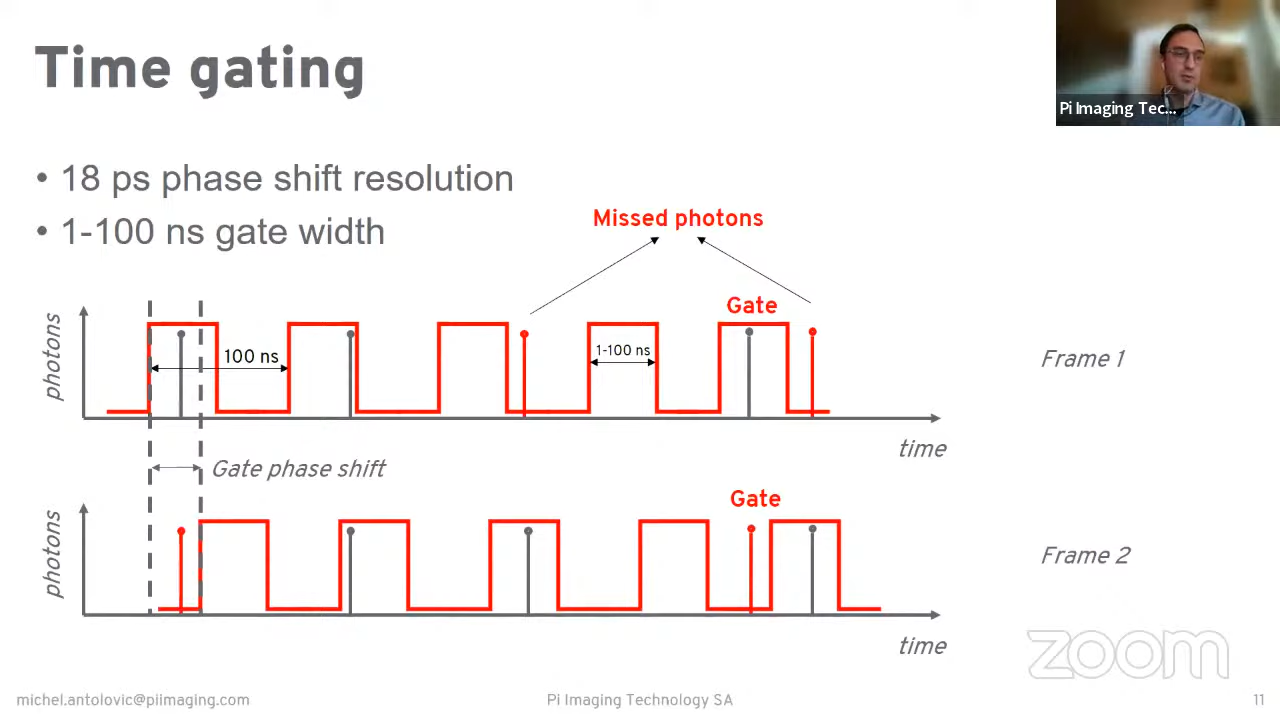 Time gating
Pi Imaging Tec...
• 18 ps phase shift resolution
• 1-100 ns gate width
Missed photons
photons
Gate
100 ns
1-100 ns
Frame 1
time
Gate phase shift
photons
Gate
Frame 2
time
zoom
michel.antolovic@piimaging.com
Pi Imaging Technology SA
11